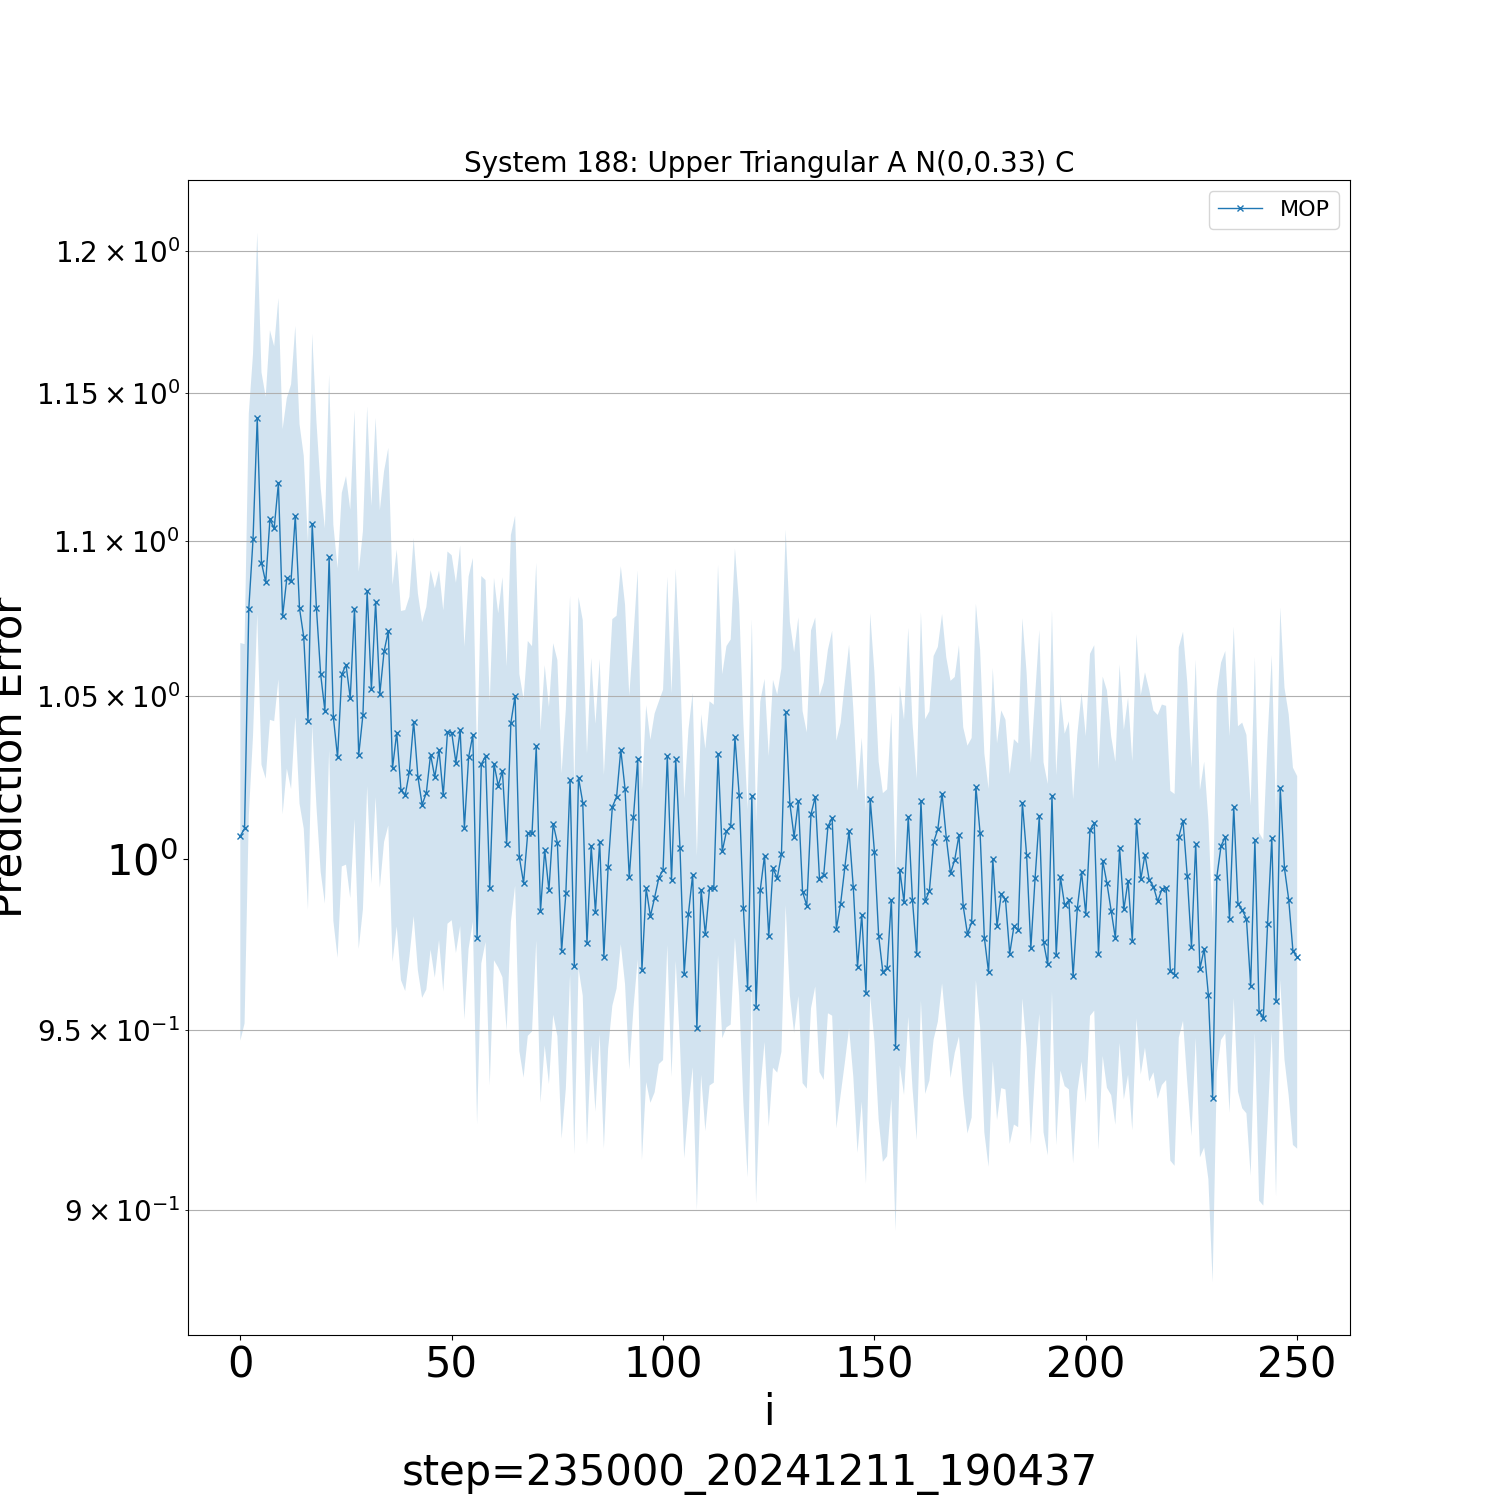 System 188: Upper Triangular A N(0,0.33) C
MOP
1.2 × 10⁰
1.15 × 10⁰
1.1 × 10⁰
1.05 × 10⁰
10⁰
9.5 × 10⁻¹
9 × 10⁻¹
Prediction Error
0 50 100 150 200 250
i
step=235000_20241211_190437